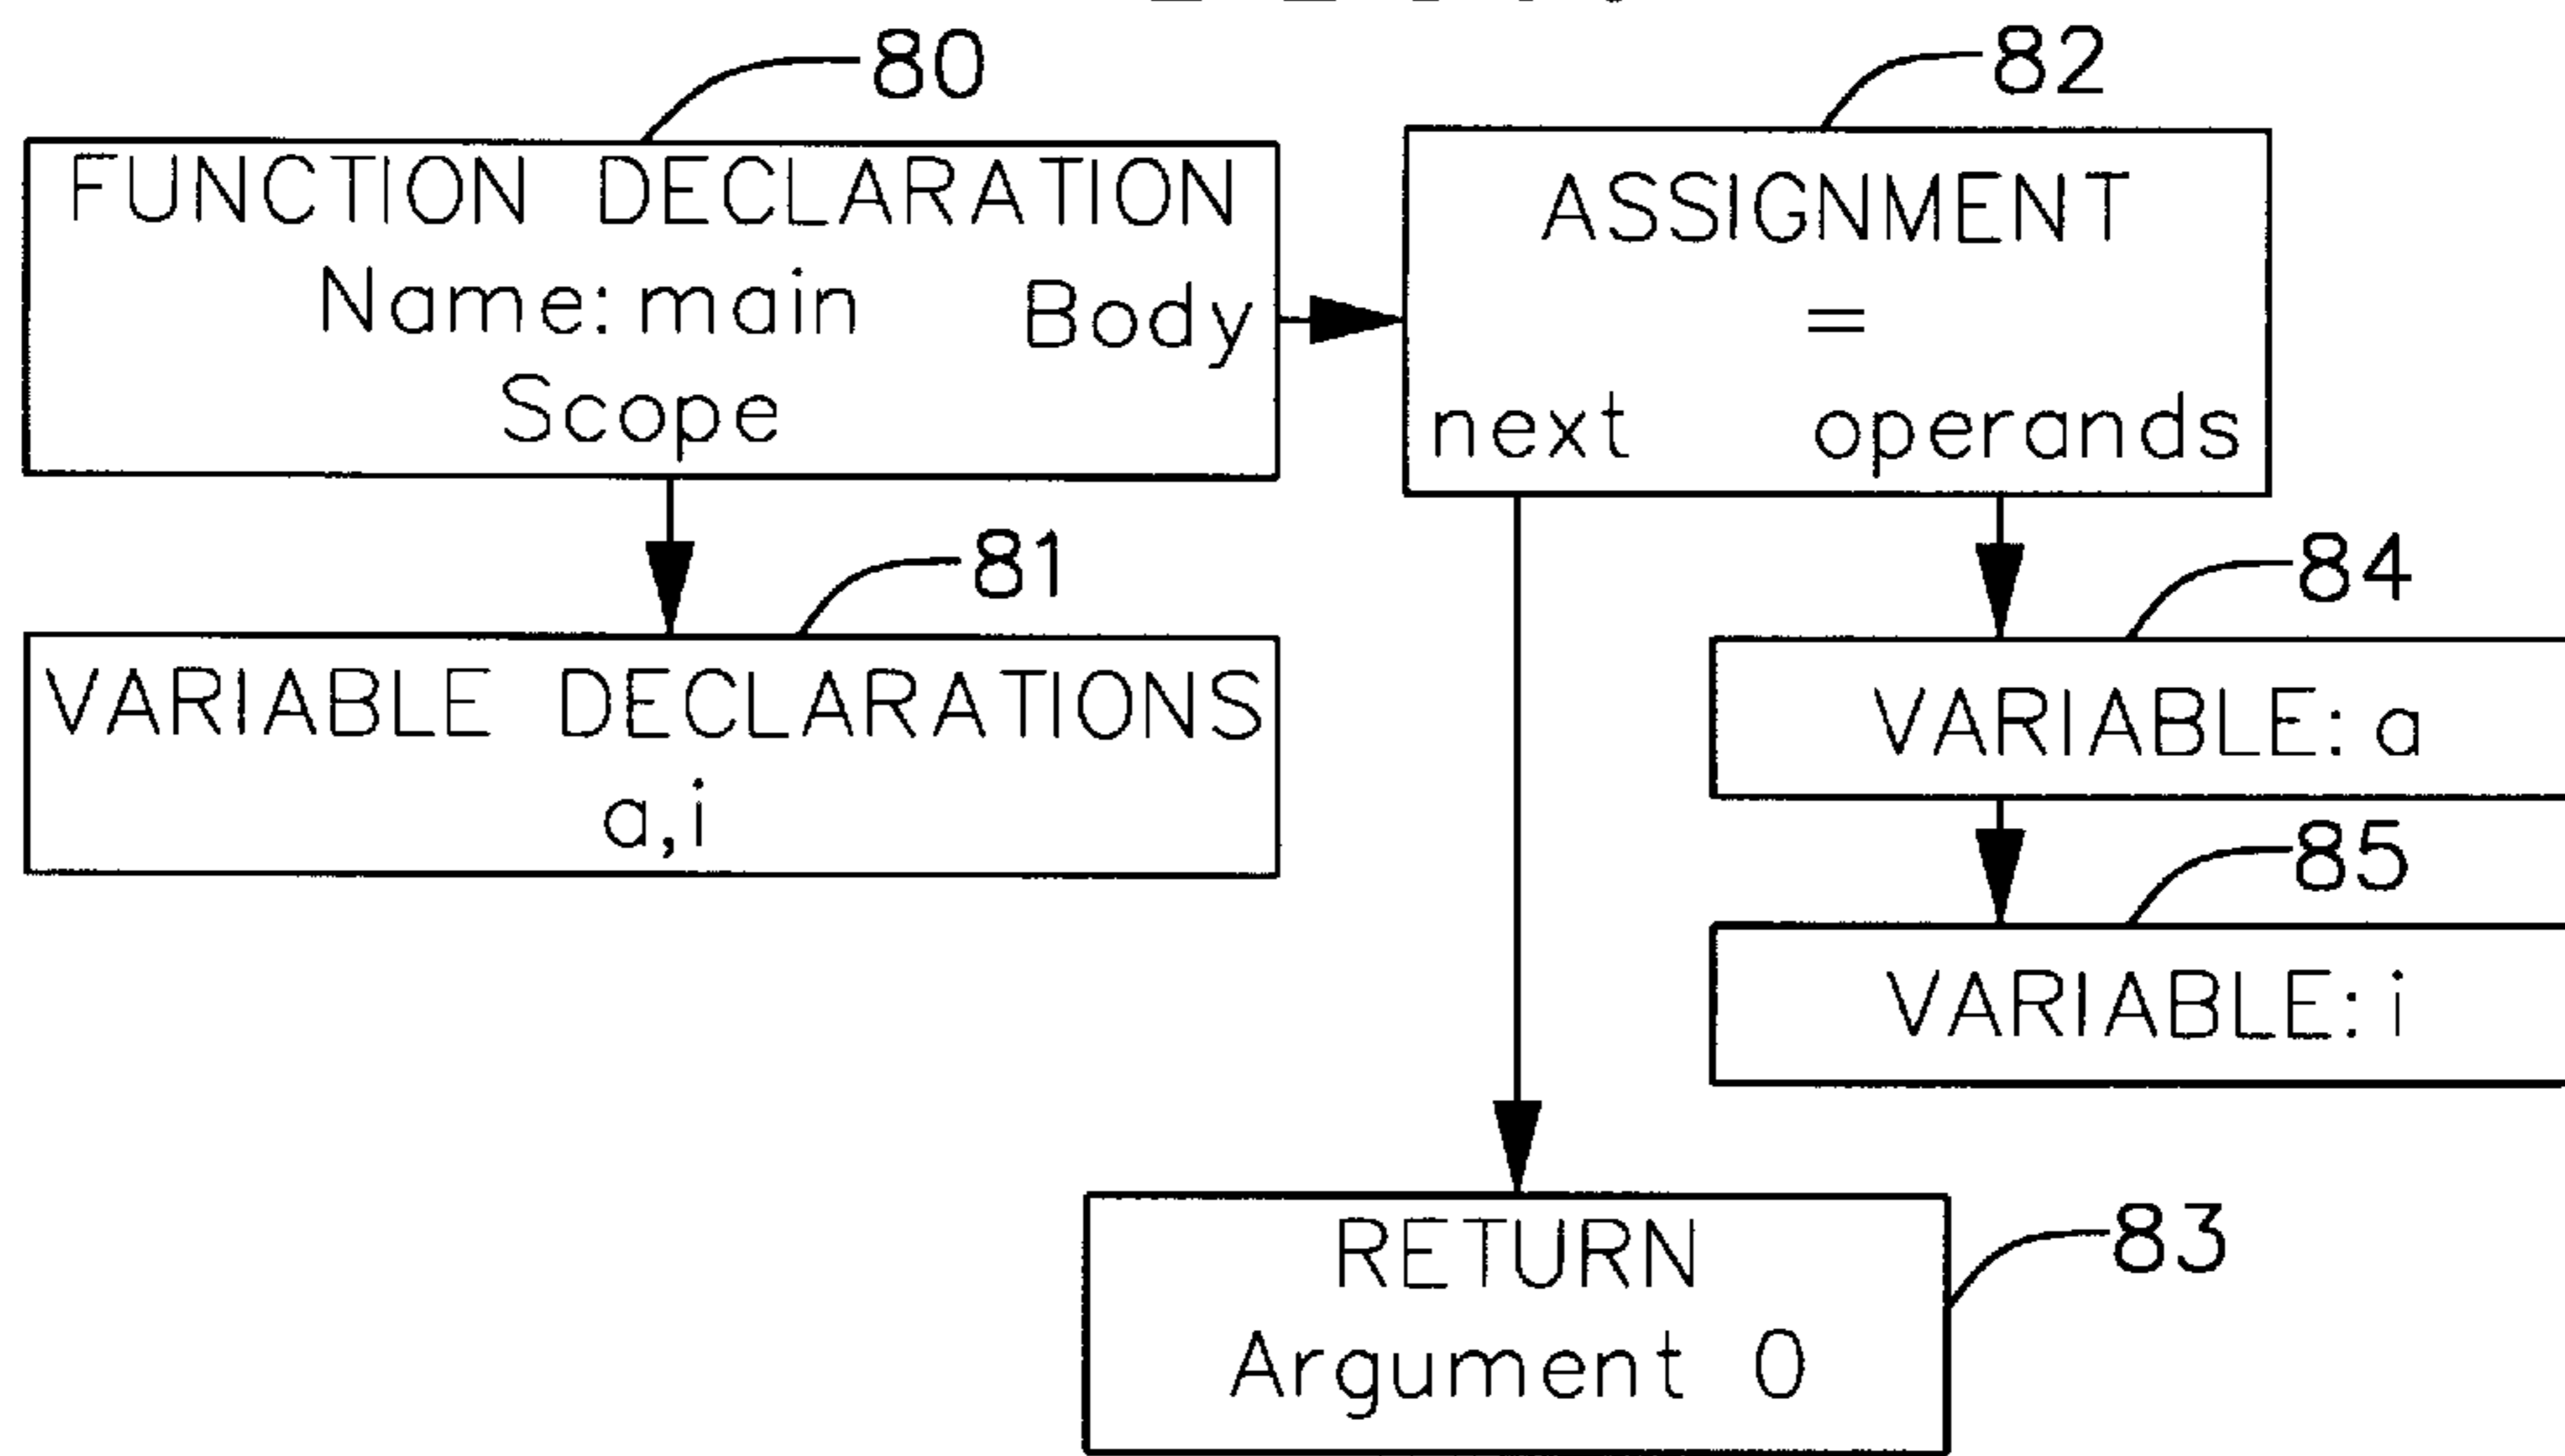 80
FUNCTION DECLARATION
Name: main Body
Scope
82
ASSIGNMENT
=
next operands
81
VARIABLE DECLARATIONS
a,i
84
VARIABLE: a
85
VARIABLE: i
RETURN
Argument 0
83